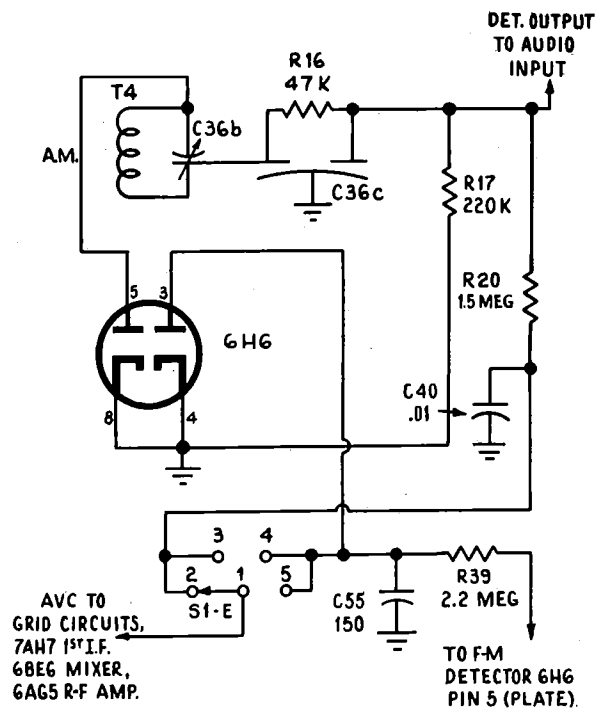 DET. OUTPUT
TO AUDIO
INPUT
R16
47K
T4
C36b
A.M.
C36c
R17
220K
R20
1.5 MEG
5
3
6H6
C40
.01
8
4
3
4
2
1
5
S1-E
C55
150
R39
2.2 MEG
AVC TO
GRID CIRCUITS,
7AH7 1ST I.F.
6BE6 MIXER,
6AG5 R-F AMP.
TO F-M
DETECTOR 6H6
PIN 5 (PLATE).